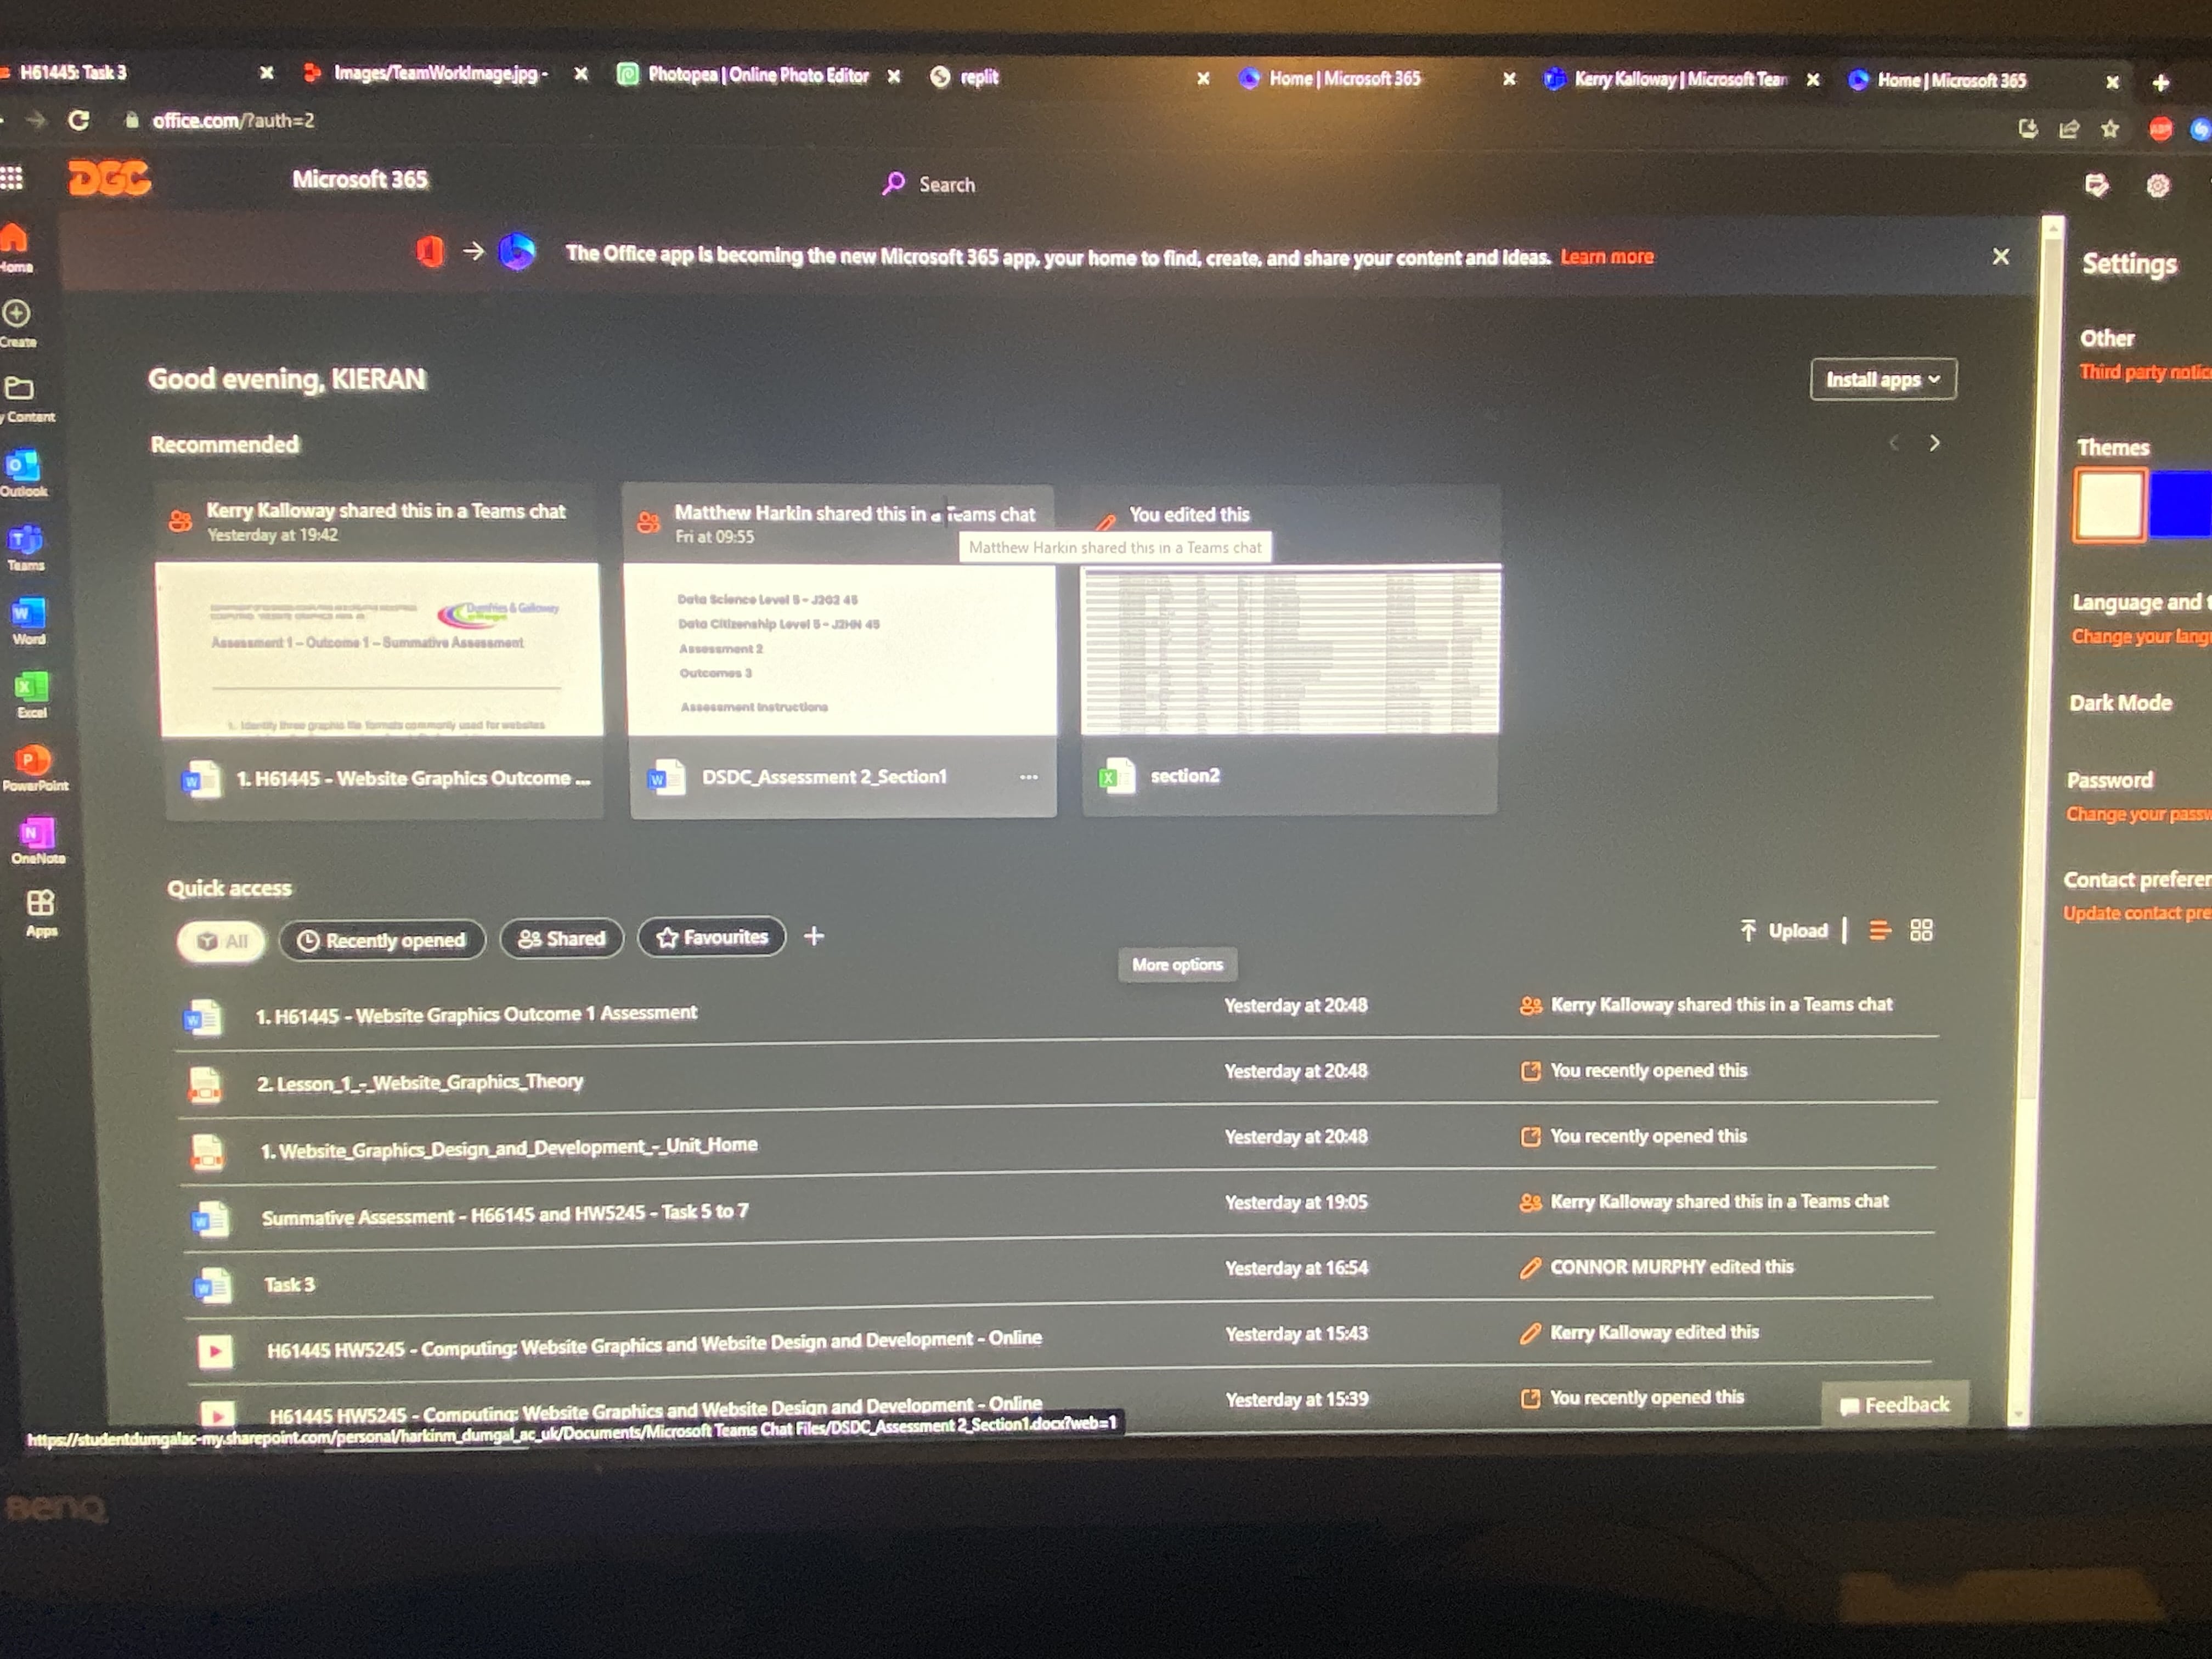 H61445: Task 3
Images/TeamWorkImage.jpg -
Photopea | Online Photo Editor
replit
Home | Microsoft 365
Kerry Kalloway | Microsoft Tean
Home | Microsoft 365
office.com/?auth=2
DGC
Microsoft 365
Search
The Office app is becoming the new Microsoft 365 app, your home to find, create, and share your content and ideas. Learn more
Settings
Home
Create
y Content
Outlook
Teams
Word
Excel
PowerPoint
OneNote
Apps
Good evening, KIERAN
Install apps
Recommended
Kerry Kalloway shared this in a Teams chat
Yesterday at 19:42
Dumfries & Galloway
college
Assessment 1 – Outcome 1 – Summative Assessment
1. Identify three graphic file formats commonly used for websites
1. H61445 - Website Graphics Outcome ...
Matthew Harkin shared this in a Teams chat
Fri at 09:55
Matthew Harkin shared this in a Teams chat
Data Science Level 5 - J2G2 45
Data Citizenship Level 5 - J2HN 45
Assessment 2
Outcomes 3
Assessment Instructions
DSDC_Assessment 2_Section1
You edited this
section2
Other
Third party notic
Themes
Language and t
Change your lang
Dark Mode
Password
Change your passw
Contact preferen
Update contact pre
Quick access
All
Recently opened
Shared
Favourites
More options
Upload
1. H61445 - Website Graphics Outcome 1 Assessment Yesterday at 20:48 Kerry Kalloway shared this in a Teams chat
2. Lesson_1_-_Website_Graphics_Theory Yesterday at 20:48 You recently opened this
1. Website_Graphics_Design_and_Development_-_Unit_Home Yesterday at 20:48 You recently opened this
Summative Assessment - H66145 and HW5245 - Task 5 to 7 Yesterday at 19:05 Kerry Kalloway shared this in a Teams chat
Task 3 Yesterday at 16:54 CONNOR MURPHY edited this
H61445 HW5245 - Computing: Website Graphics and Website Design and Development - Online Yesterday at 15:43 Kerry Kalloway edited this
H61445 HW5245 - Computing: Website Graphics and Website Design and Development - Online Yesterday at 15:39 You recently opened this
Feedback
https://studentdumgalac-my.sharepoint.com/personal/harkinm_dumgal_ac_uk/Documents/Microsoft Teams Chat Files/DSDC_Assessment 2_Section1.docx?web=1
BenQ